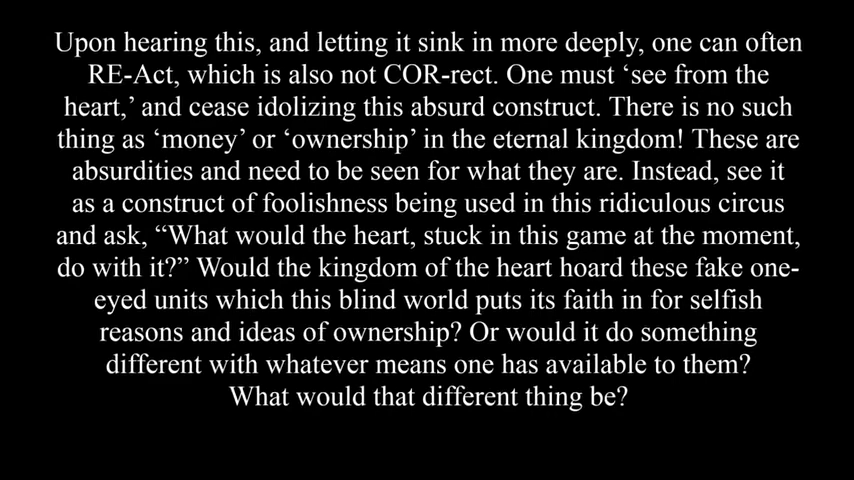 Upon hearing this, and letting it sink in more deeply, one can often
RE-Act, which is also not COR-rect. One must ‘see from the
heart,’ and cease idolizing this absurd construct. There is no such
thing as ‘money’ or ‘ownership’ in the eternal kingdom! These are
absurdities and need to be seen for what they are. Instead, see it
as a construct of foolishness being used in this ridiculous circus
and ask, “What would the heart, stuck in this game at the moment,
do with it?” Would the kingdom of the heart hoard these fake one-
eyed units which this blind world puts its faith in for selfish
reasons and ideas of ownership? Or would it do something
different with whatever means one has available to them?
What would that different thing be?